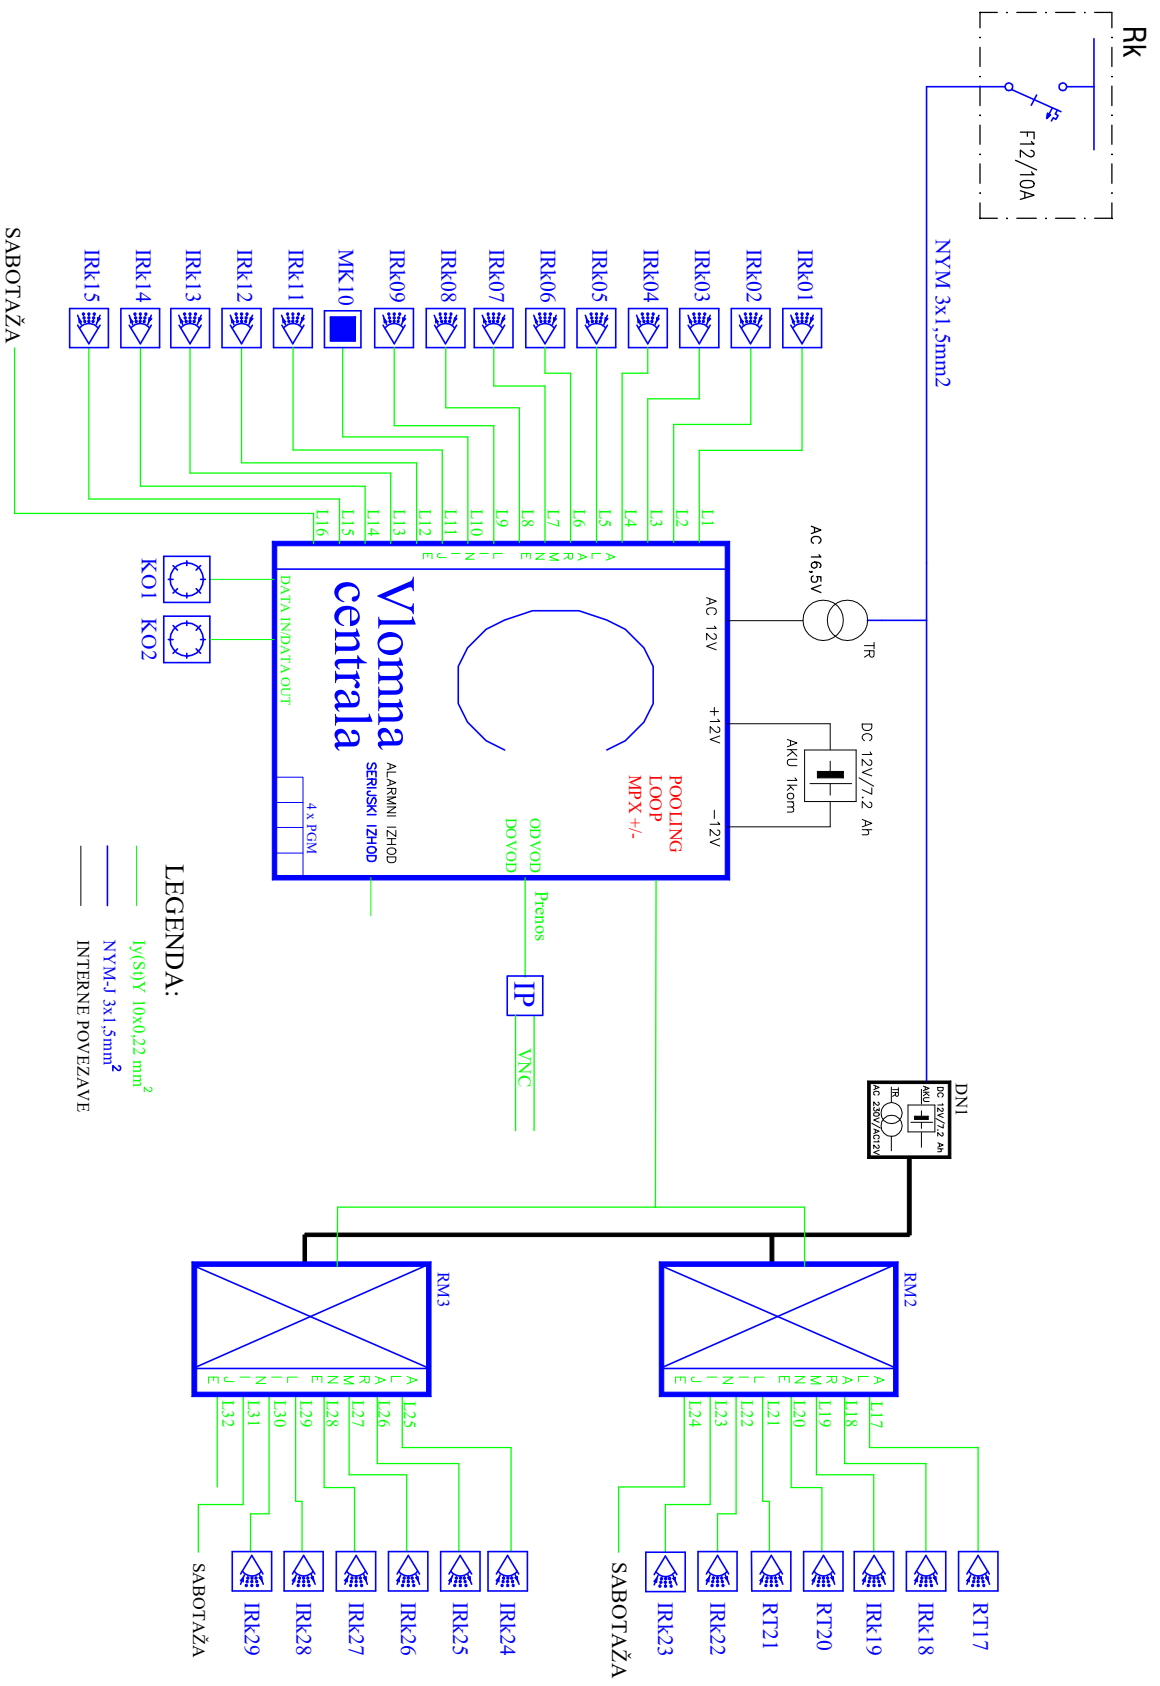 Rk
F12/10A
NYM 3x1,5mm2
IRk01
IRk02
IRk03
IRk04
IRk05
IRk06
IRk07
IRk08
IRk09
MK10
IRk11
IRk12
IRk13
IRk14
IRk15
SABOTAŽA
L1
L2
L3
L4
L5
L6
L7
L8
L9
L10
L11
L12
L13
L14
L15
L16
ALARMNE LINIJE
AC 16,5V
TR
DC 12V/7.2 Ah
AKU 1kom
AC 12V
+12V
-12V
POOLING
LOOP
MPX +/-
ODVOD
DOVOD
Prenos
IP
VNC
Vlomna
centrala
ALARMNI IZHOD
SERIJSKI IZHOD
4 x PGM
DATA IN/DATA OUT
KO1
KO2
LEGENDA:
Iy(St)Y 10x0,22 mm2
NYM-J 3x1,5mm2
INTERNE POVEZAVE
DN1
DC 12V/7.2 Ah
AKU
TR
AC 230V/AC12V
RM2
ALARMNE LINIJE
L17
L18
L19
L20
L21
L22
L23
L24
RT17
IRk18
IRk19
RT20
RT21
IRk22
IRk23
SABOTAŽA
RM3
ALARMNE LINIJE
L25
L26
L27
L28
L29
L30
L31
L32
IRk24
IRk25
IRk26
IRk27
IRk28
IRk29
SABOTAŽA